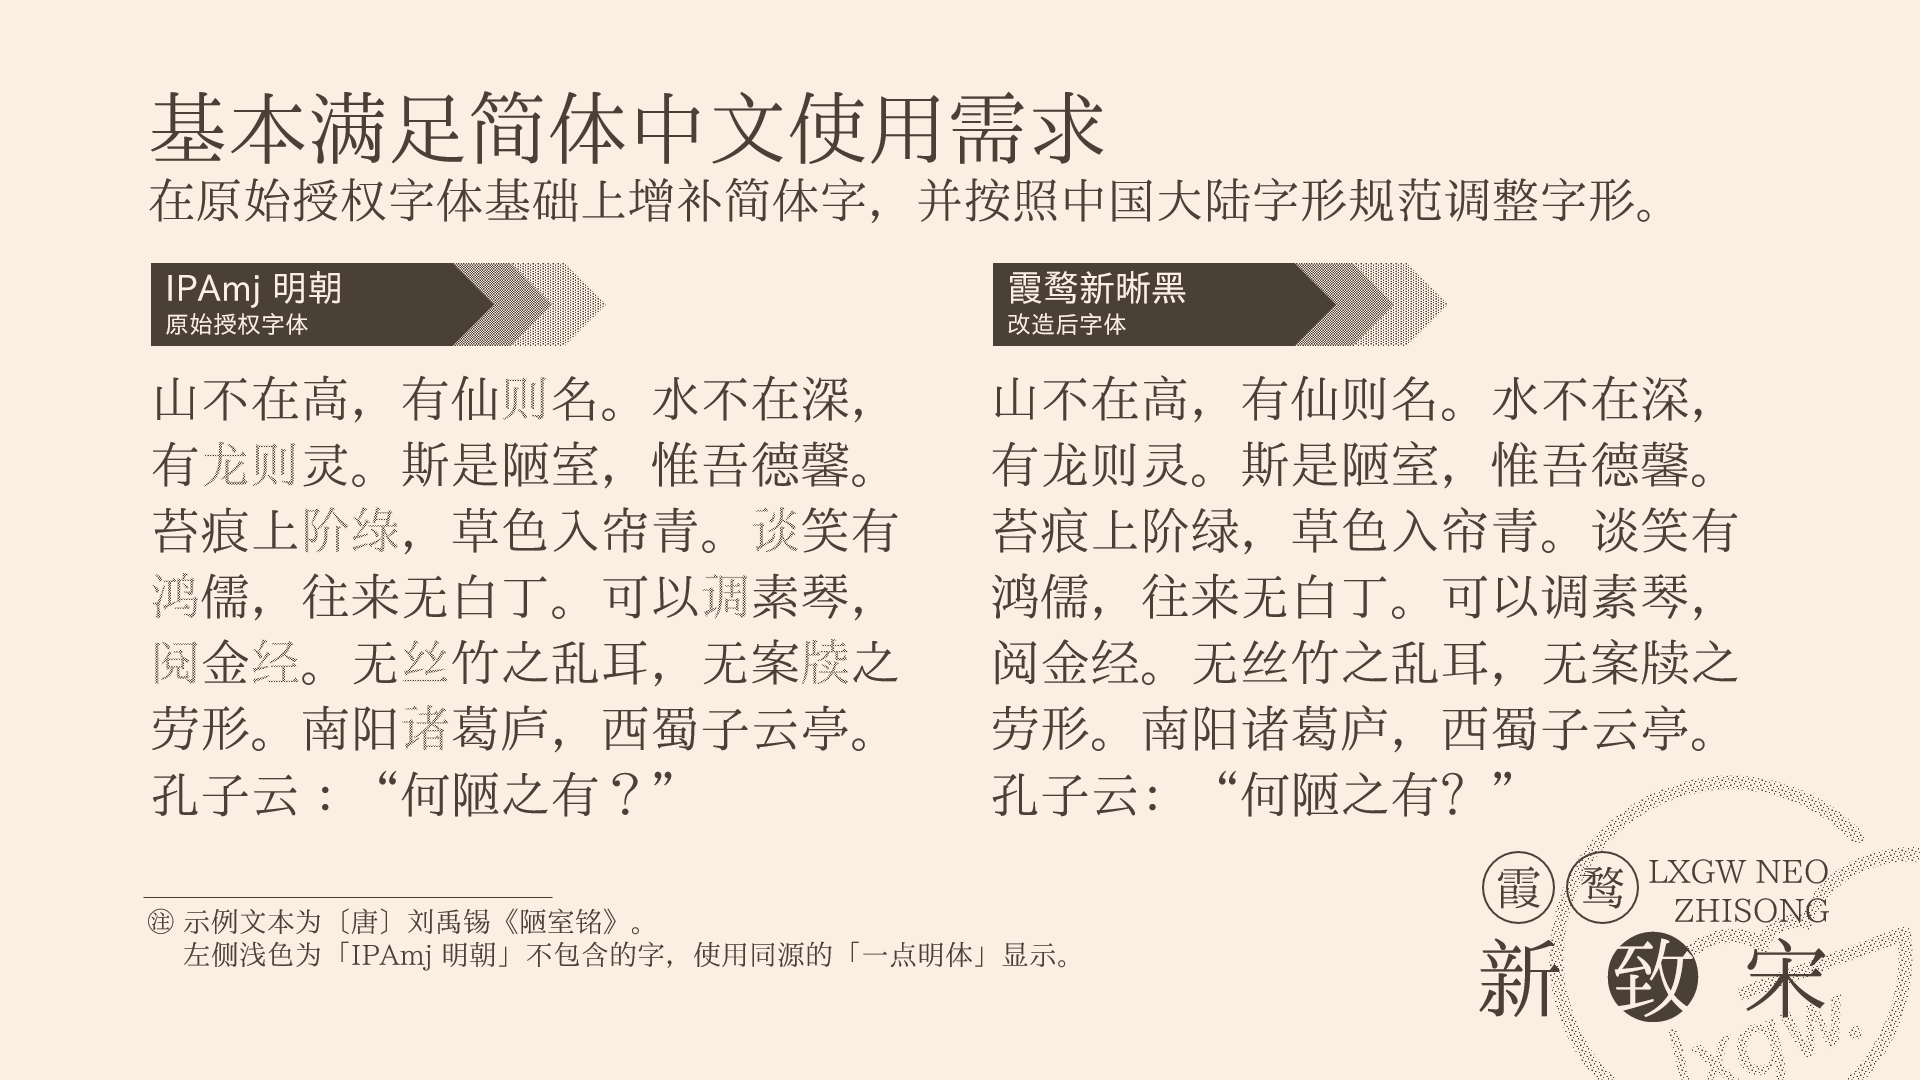 基本满足简体中文使用需求
在原始授权字体基础上增补简体字，并按照中国大陆字形规范调整字形。
IPAmj 明朝
原始授权字体
山不在高，有仙则名。水不在深，
有龙则灵。斯是陋室，惟吾德馨。
苔痕上阶绿，草色入帘青。谈笑有
鸿儒，往来无白丁。可以调素琴，
阅金经。无丝竹之乱耳，无案牍之
劳形。南阳诸葛庐，西蜀子云亭。
孔子云：“何陋之有？”
霞鹜新晰黑
改造后字体
山不在高，有仙则名。水不在深，
有龙则灵。斯是陋室，惟吾德馨。
苔痕上阶绿，草色入帘青。谈笑有
鸿儒，往来无白丁。可以调素琴，
阅金经。无丝竹之乱耳，无案牍之
劳形。南阳诸葛庐，西蜀子云亭。
孔子云：“何陋之有？”
㊟ 示例文本为〔唐〕刘禹锡《陋室铭》。
左侧浅色为「IPAmj 明朝」不包含的字，使用同源的「一点明体」显示。
霞鹜 LXGW NEO
ZHISONG
新致宋
lxgw.